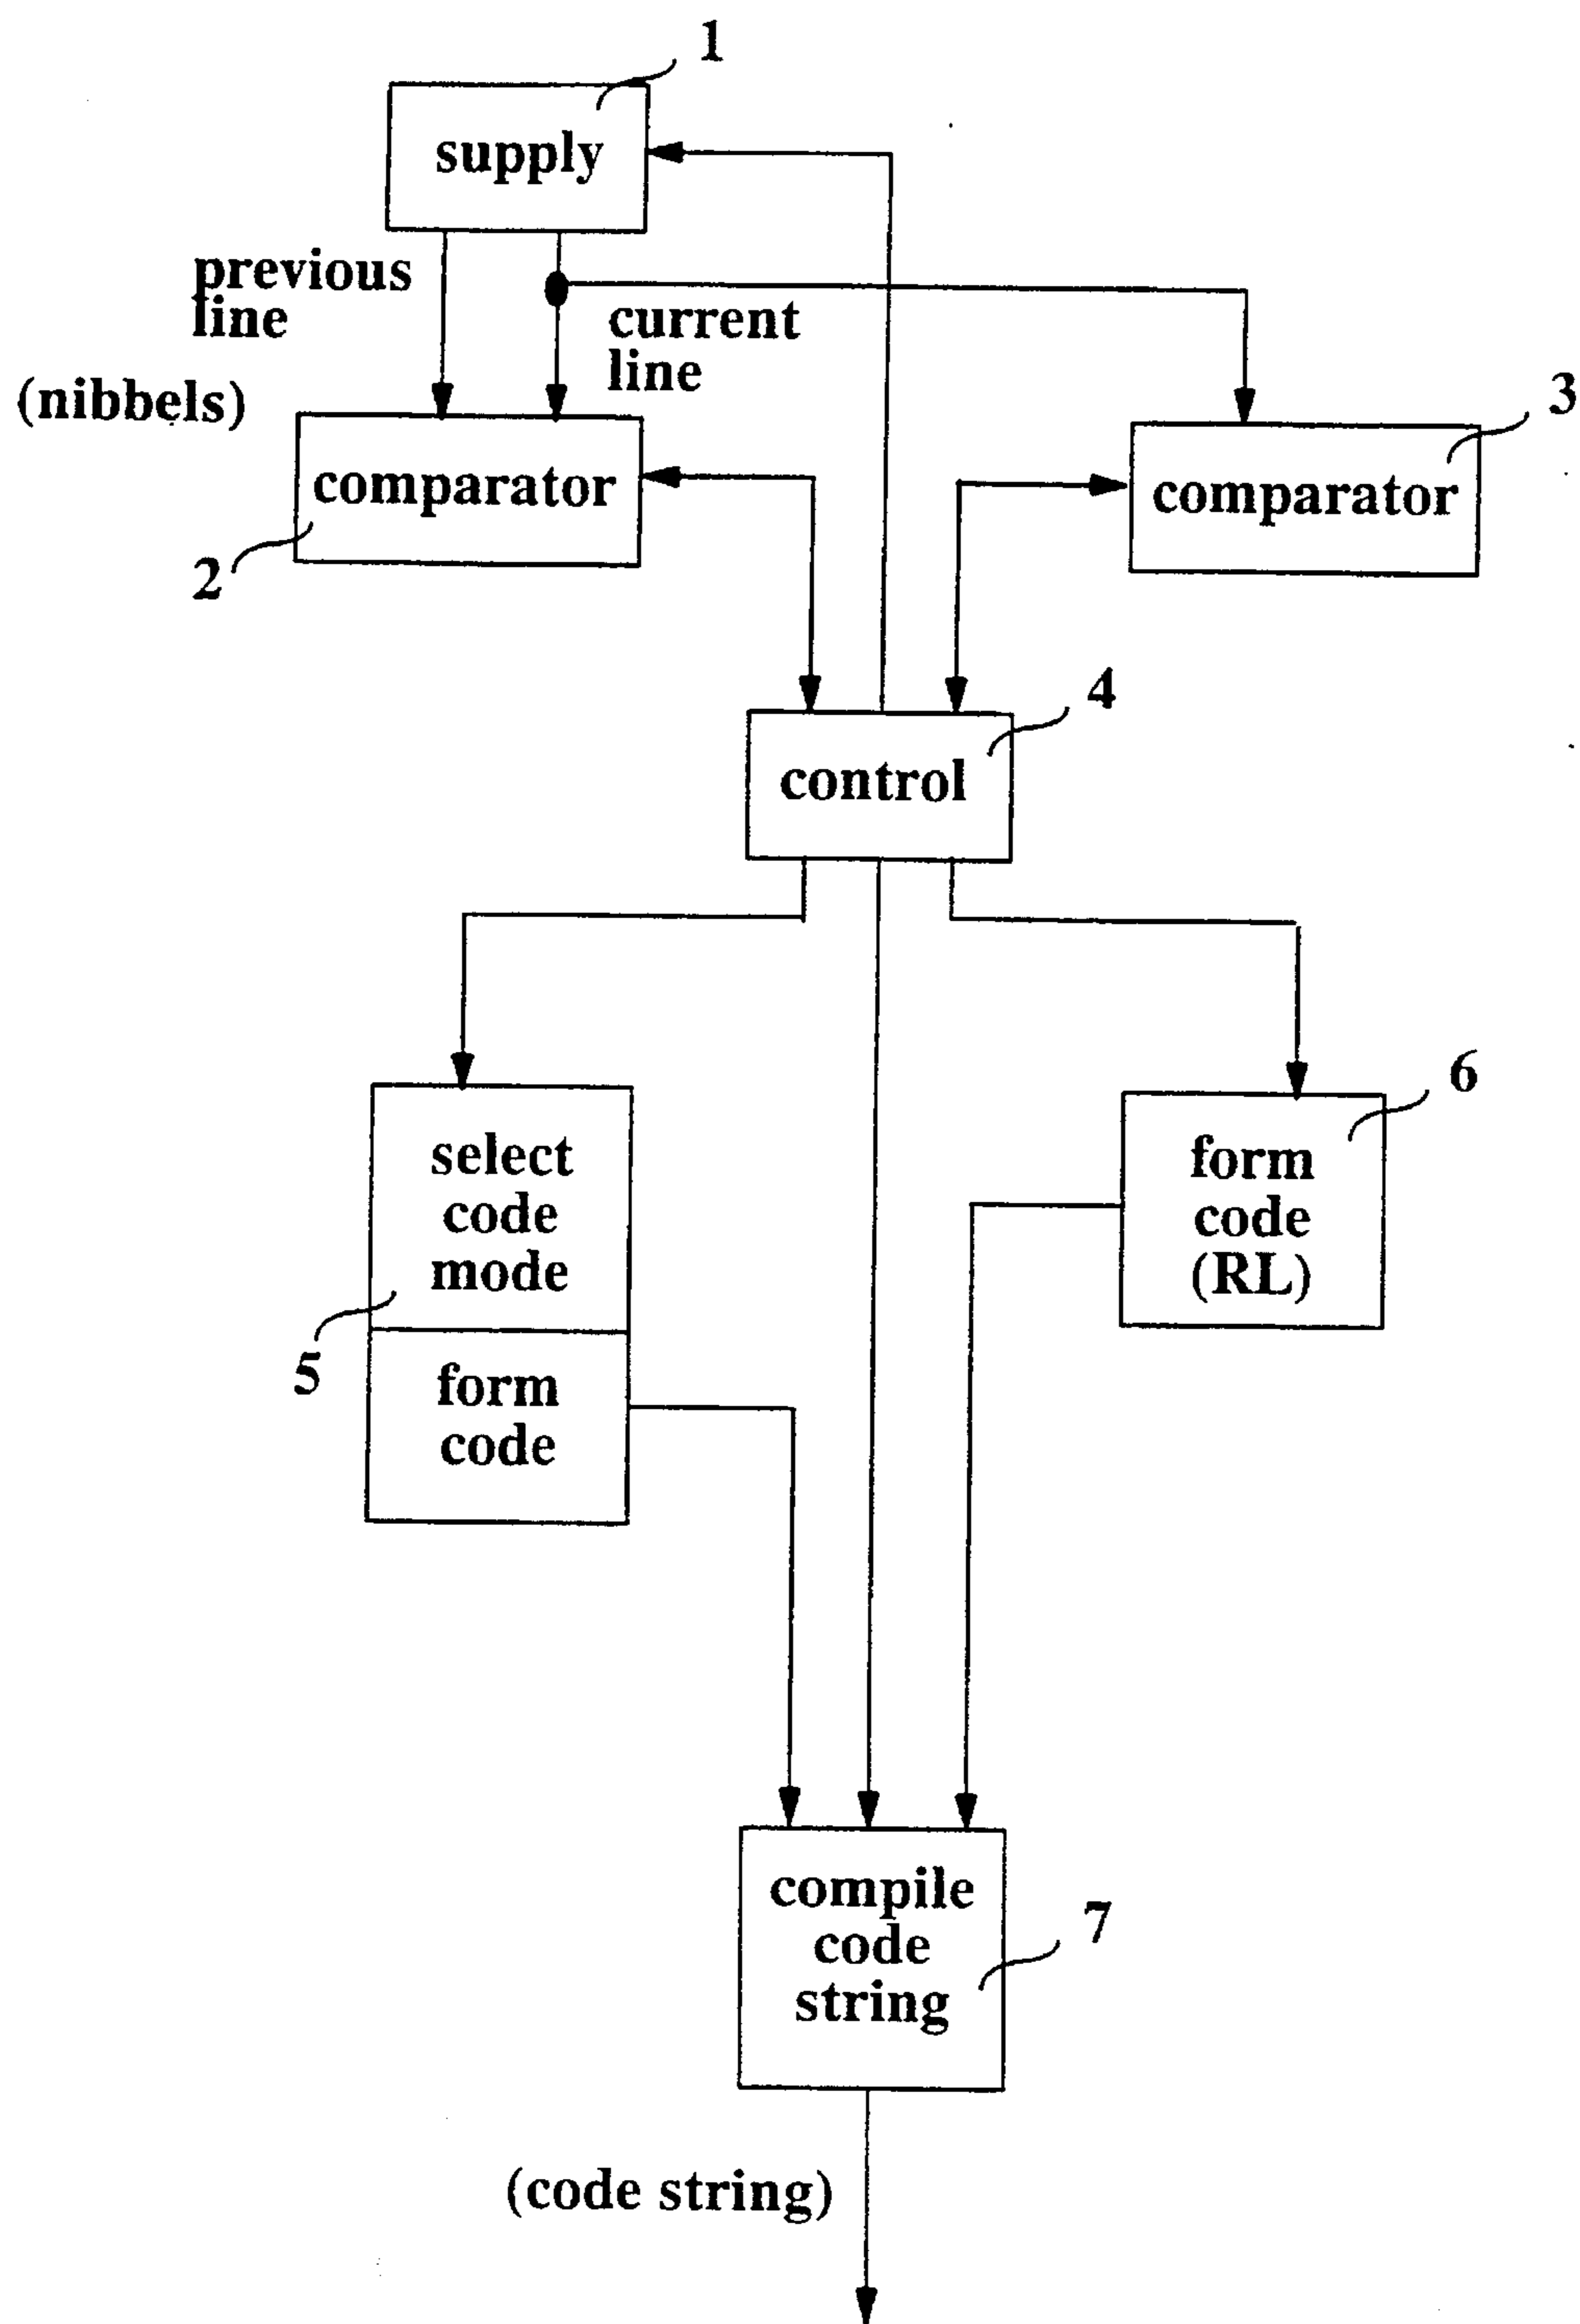 1
supply
previous
line
current
line
(nibbels)
3
comparator
comparator
2
4
control
6
select
code
mode
form
code
(RL)
5
form
code
compile
code
string
7
(code string)